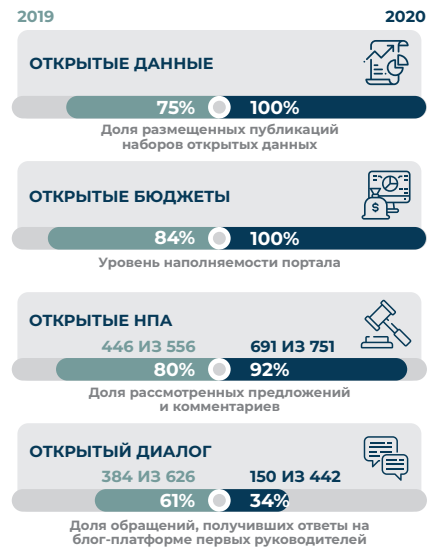 2019 2020
ОТКРЫТЫЕ ДАННЫЕ
75% 100%
Доля размещенных публикаций
наборов открытых данных
ОТКРЫТЫЕ БЮДЖЕТЫ
$
84% 100%
Уровень наполняемости портала
ОТКРЫТЫЕ НПА
446 ИЗ 556 691 ИЗ 751
80% 92%
Доля рассмотренных предложений
и комментариев
ОТКРЫТЫЙ ДИАЛОГ
384 ИЗ 626 150 ИЗ 442
61% 34%
Доля обращений, получивших ответы на
блог-платформе первых руководителей